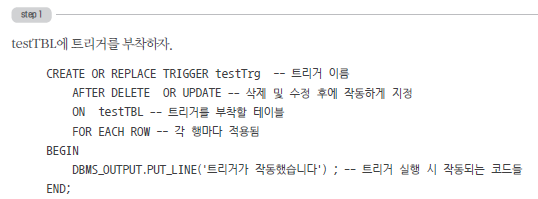 step 1
testTBL에 트리거를 부착하자.
CREATE OR REPLACE TRIGGER testTrg -- 트리거 이름
AFTER DELETE OR UPDATE -- 삭제 및 수정 후에 작동하게 지정
ON testTBL -- 트리거를 부착할 테이블
FOR EACH ROW -- 각 행마다 적용됨
BEGIN
DBMS_OUTPUT.PUT_LINE('트리거가 작동했습니다') ; -- 트리거 실행 시 작동되는 코드들
END;